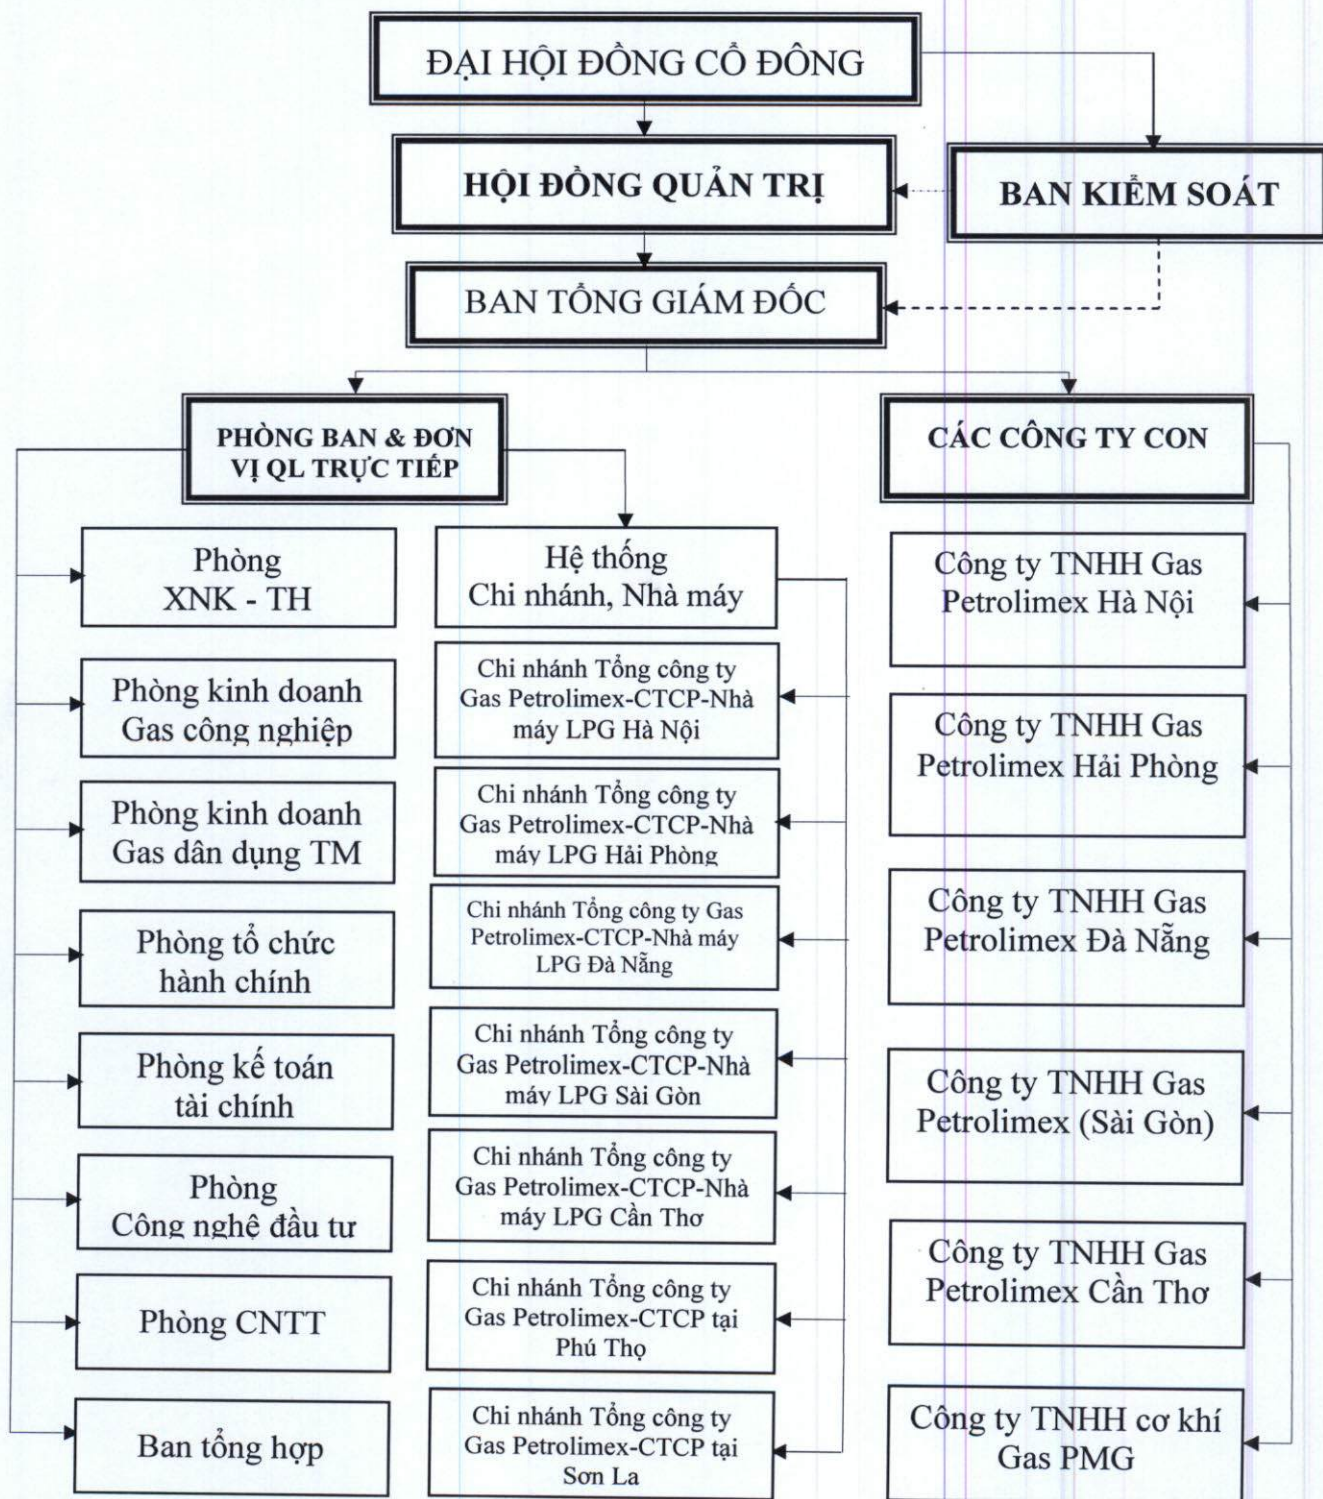 ĐẠI HỘI ĐỒNG CỔ ĐÔNG
HỘI ĐỒNG QUẢN TRỊ
BAN KIỂM SOÁT
BAN TỔNG GIÁM ĐỐC
PHÒNG BAN & ĐƠN
VỊ QL TRỰC TIẾP
CÁC CÔNG TY CON
Phòng
XNK - TH
Phòng kinh doanh
Gas công nghiệp
Phòng kinh doanh
Gas dân dụng TM
Phòng tổ chức
hành chính
Phòng kế toán
tài chính
Phòng
Công nghệ đầu tư
Phòng CNTT
Ban tổng hợp
Hệ thống
Chi nhánh, Nhà máy
Chi nhánh Tổng công ty
Gas Petrolimex-CTCP-Nhà
máy LPG Hà Nội
Chi nhánh Tổng công ty
Gas Petrolimex-CTCP-Nhà
máy LPG Hải Phòng
Chi nhánh Tổng công ty Gas
Petrolimex-CTCP-Nhà máy
LPG Đà Nẵng
Chi nhánh Tổng công ty
Gas Petrolimex-CTCP-Nhà
máy LPG Sài Gòn
Chi nhánh Tổng công ty
Gas Petrolimex-CTCP-Nhà
máy LPG Cần Thơ
Chi nhánh Tổng công ty
Gas Petrolimex-CTCP tại
Phú Thọ
Chi nhánh Tổng công ty
Gas Petrolimex-CTCP tại
Sơn La
Công ty TNHH Gas
Petrolimex Hà Nội
Công ty TNHH Gas
Petrolimex Hải Phòng
Công ty TNHH Gas
Petrolimex Đà Nẵng
Công ty TNHH Gas
Petrolimex (Sài Gòn)
Công ty TNHH Gas
Petrolimex Cần Thơ
Công ty TNHH cơ khí
Gas PMG